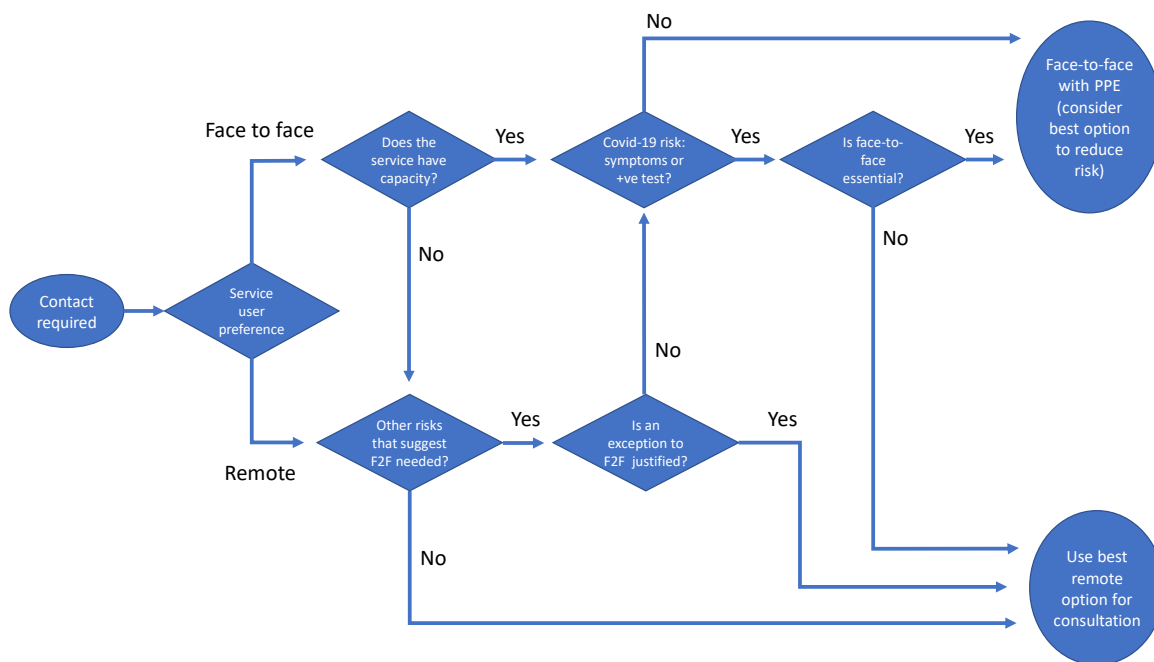 No
Face-to-face
with PPE
(consider
best option
to reduce
risk)
Face to face
Does the
service have
capacity?
Yes
Covid-19 risk:
symptoms or
+ve test?
Yes
Is face-to-
face
essential?
Yes
No
No
Contact
required
Service
user
preference
No
Other risks
that suggest
F2F needed?
Yes
Is an
exception to
F2F justified?
Yes
Remote
No
Use best
remote
option for
consultation